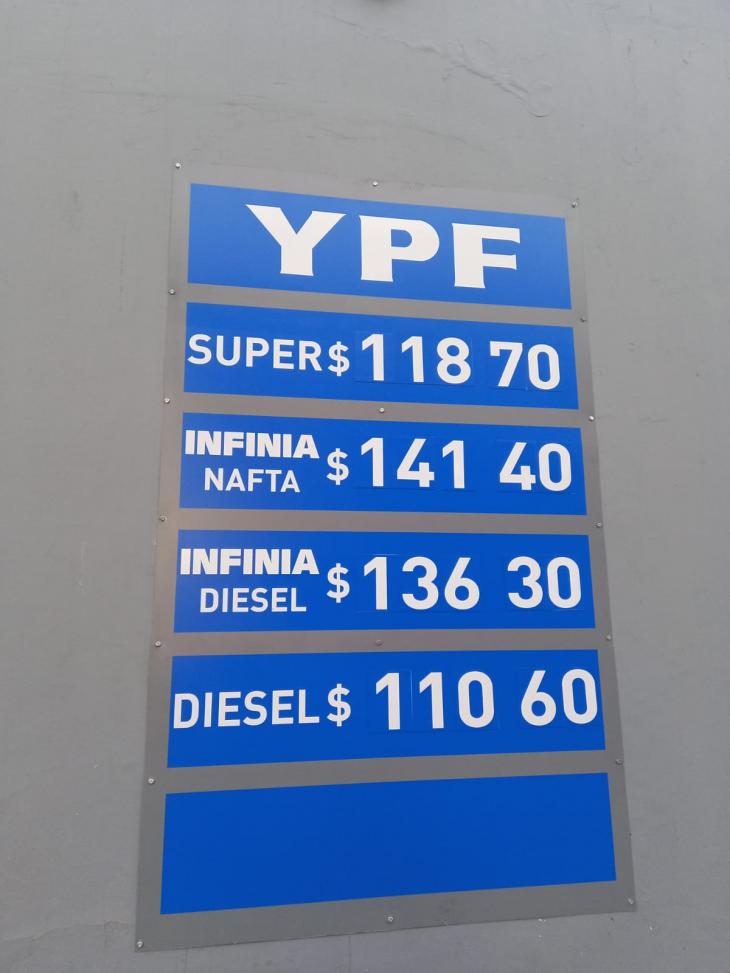 YPF
SUPER $ 118 70
INFINIA
NAFTA $ 141 40
INFINIA
DIESEL $ 136 30
DIESEL $ 110 60